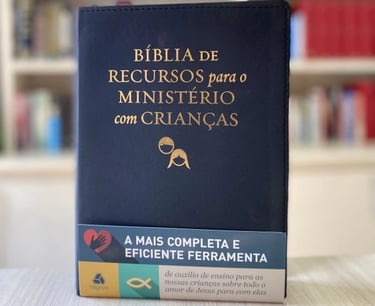 BÍBLIA DE
RECURSOS para o
MINISTÉRIO
com CRIANÇAS
A MAIS COMPLETA E
EFICIENTE FERRAMENTA
de auxílio de ensino para as
nossas crianças sobre todo o
amor de Jesus para com elas
hagnos